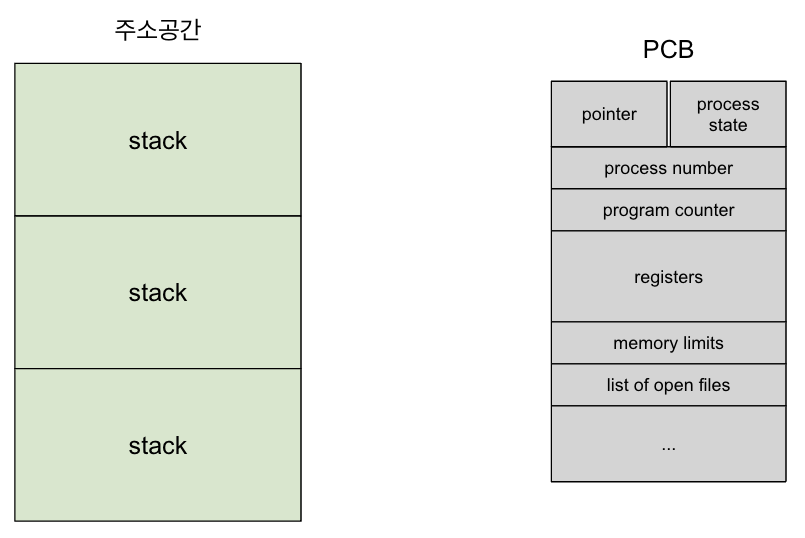 주소공간
stack
stack
stack
PCB
pointer
process
state
process number
program counter
registers
memory limits
list of open files
...